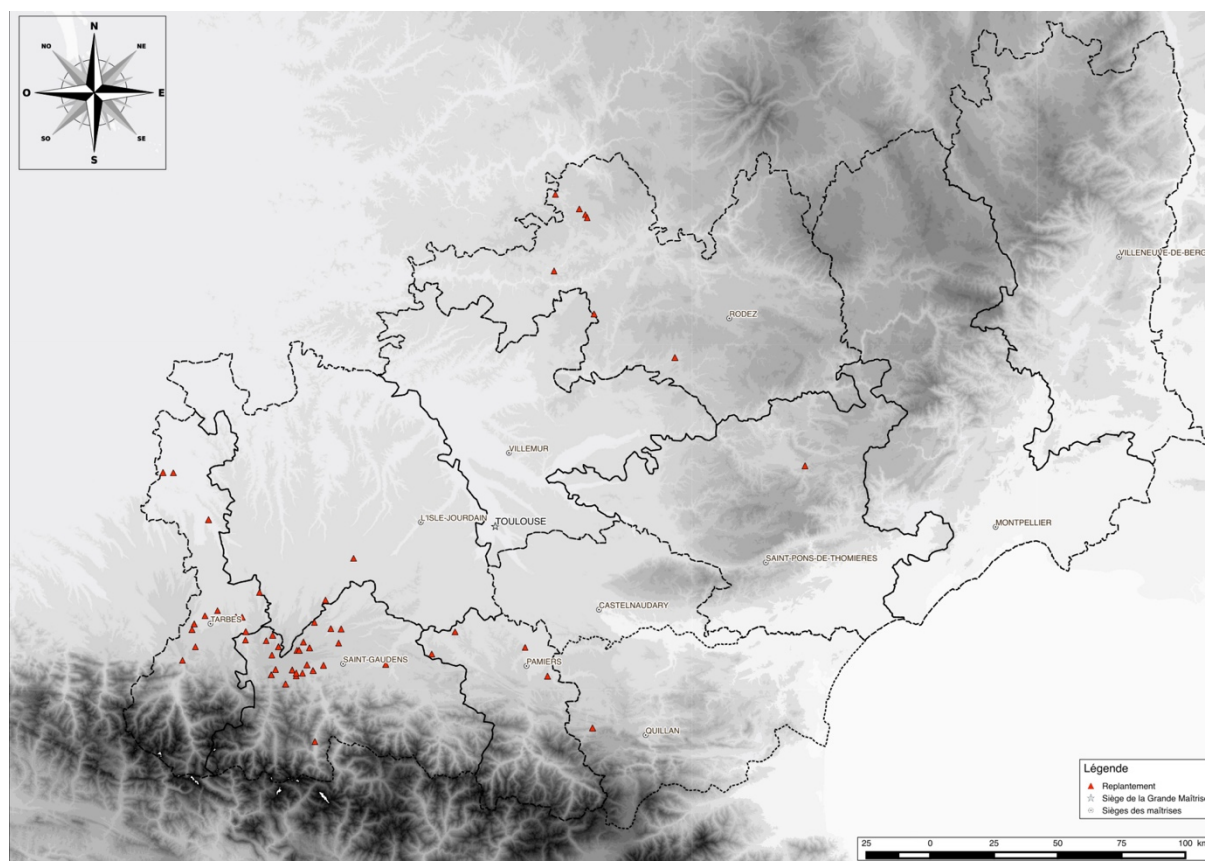 N
NO
NE
O
E
SO
SE
S
VILLENEUVE-DE-BERG
RODEZ
VILLEMUR
L'ISLE-JOURDAIN
TOULOUSE
MONTPELLIER
SAINT-PONS-DE-THOMIERES
CASTELNAUDARY
TARBES
SAINT-GAUDENS
PAMIERS
QUILLAN
Légende
Replantement
Siège de la Grande Maîtrise
Sièges des maîtrises
25 0 25 50 75 100 km